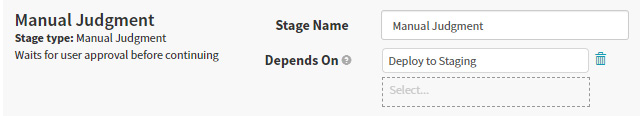 Manual Judgment
Stage type: Manual Judgment
Waits for user approval before continuing
Stage Name
Manual Judgment
Depends On
Deploy to Staging
Select...